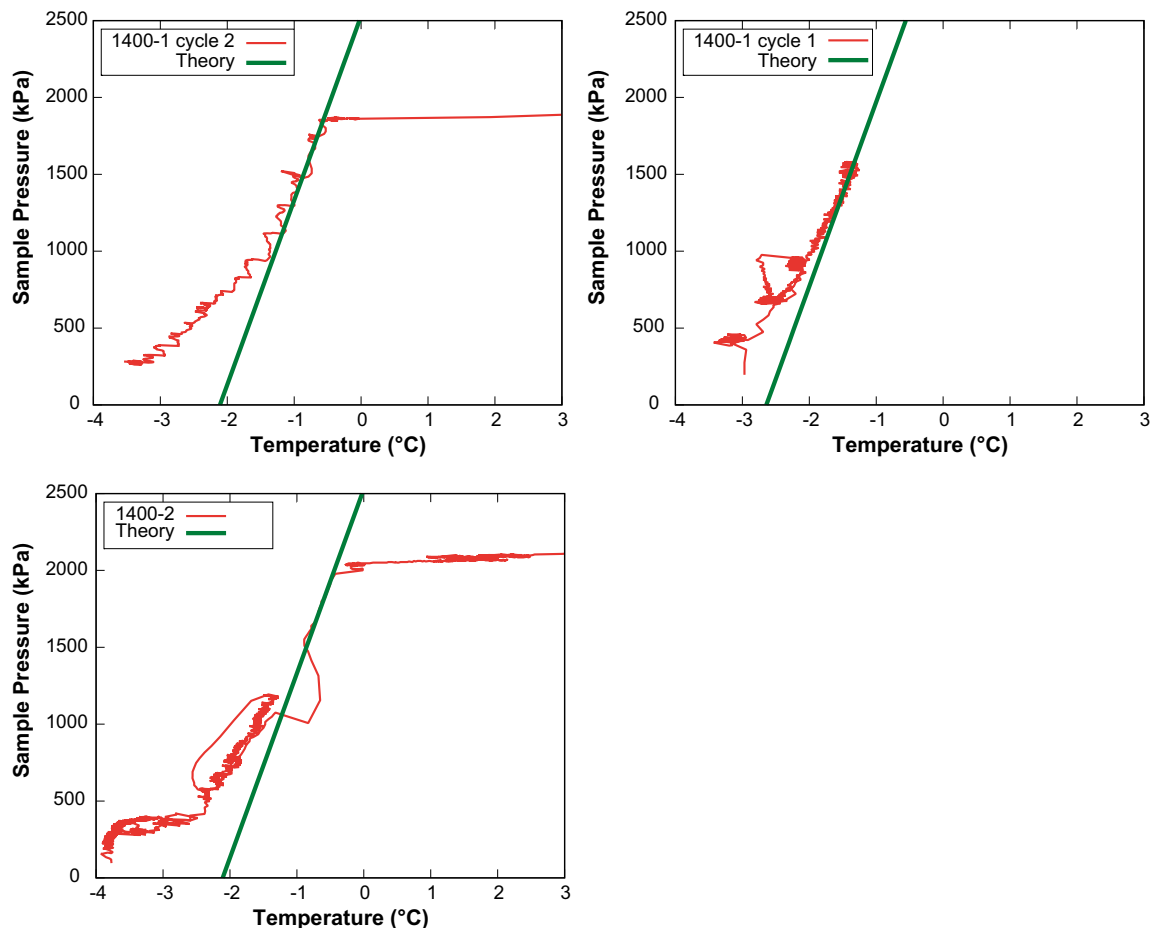 2500
2000
1500
1000
500
0
Sample Pressure (kPa)
1400-1 cycle 2
Theory
-4 -3 -2 -1 0 1 2 3
Temperature (°C)
2500
2000
1500
1000
500
0
Sample Pressure (kPa)
1400-1 cycle 1
Theory
-4 -3 -2 -1 0 1 2 3
Temperature (°C)
2500
2000
1500
1000
500
0
Sample Pressure (kPa)
1400-2
Theory
-4 -3 -2 -1 0 1 2 3
Temperature (°C)